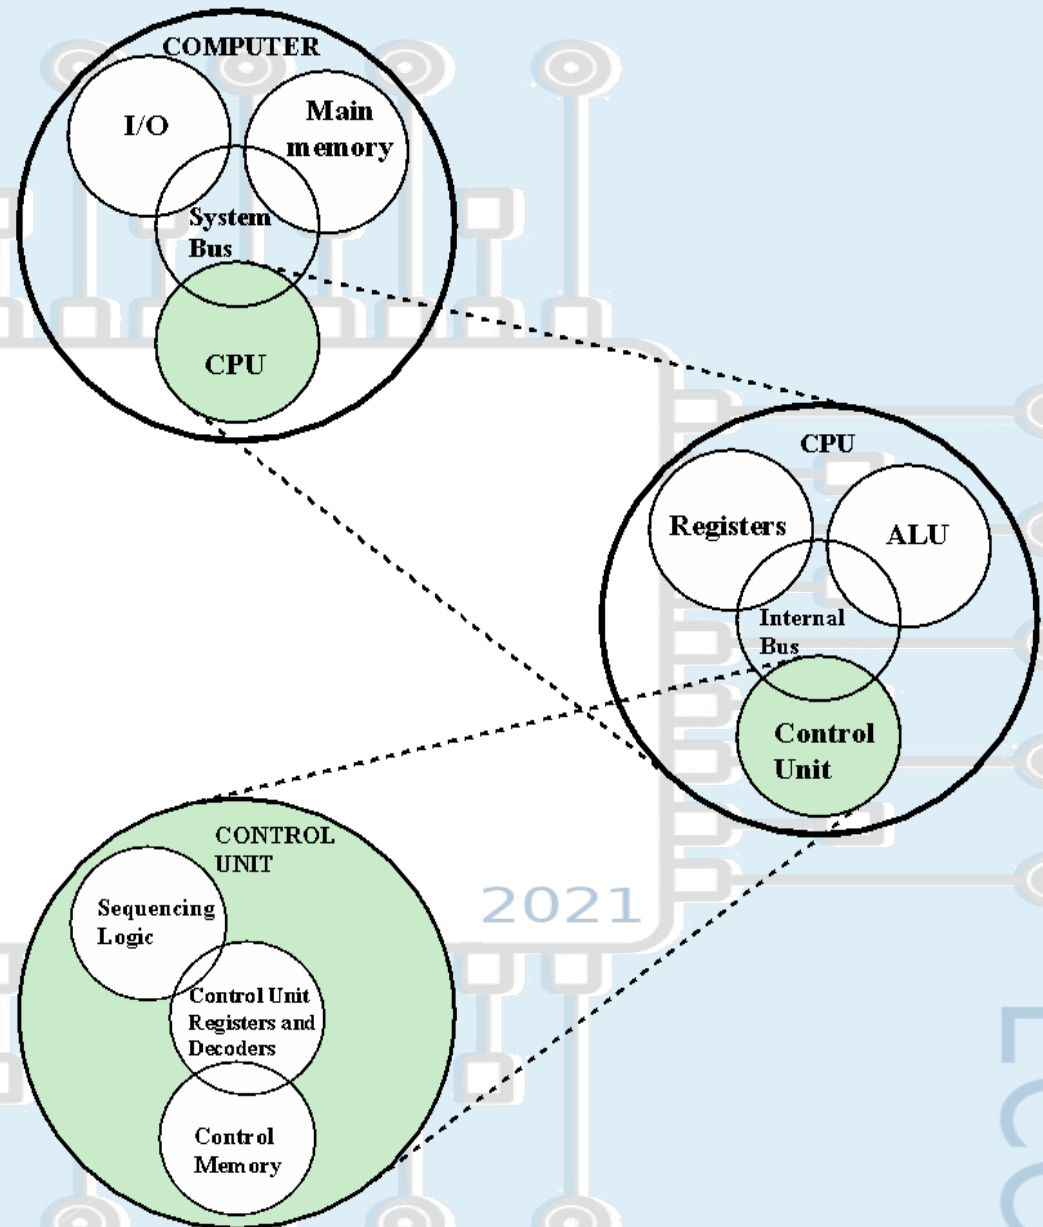 COMPUTER
I/O
Main
memory
System
Bus
CPU
CPU
Registers
ALU
Internal
Bus
Control
Unit
CONTROL
UNIT
Sequencing
Logic
Control Unit
Registers and
Decoders
Control
Memory
2021